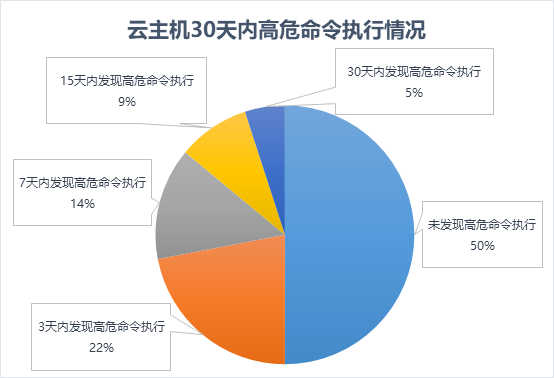 云主机30天内高危命令执行情况
30天内发现高危命令执行
5%
15天内发现高危命令执行
9%
7天内发现高危命令执行
14%
未发现高危命令执行
50%
3天内发现高危命令执行
22%